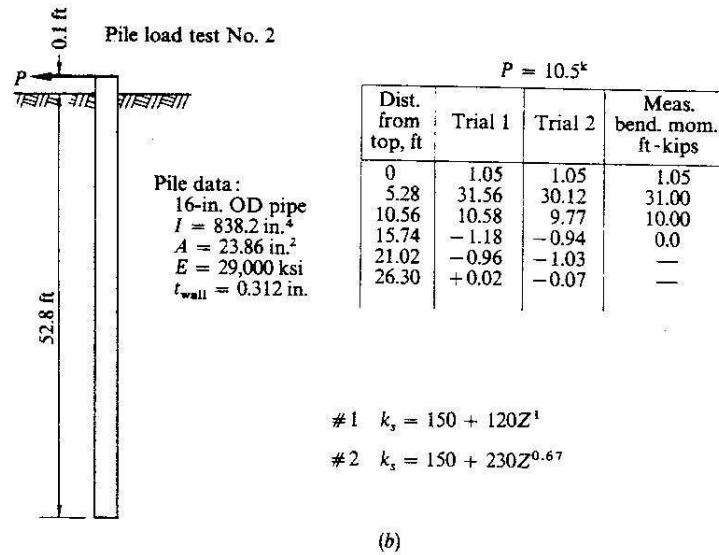 0.1 ft
Pile load test No. 2
P
52.8 ft
Pile data:
16-in. OD pipe
I = 838.2 in.⁴
A = 23.86 in.²
E = 29,000 ksi
t_wall = 0.312 in.
P = 10.5ᵏ
Dist. from top, ft | Trial 1 | Trial 2 | Meas. bend. mom. ft-kips
0 | 1.05 | 1.05 | 1.05
5.28 | 31.56 | 30.12 | 31.00
10.56 | 10.58 | 9.77 | 10.00
15.74 | −1.18 | −0.94 | 0.0
21.02 | −0.96 | −1.03 | —
26.30 | +0.02 | −0.07 | —
#1 kₛ = 150 + 120Z¹
#2 kₛ = 150 + 230Z⁰·⁶⁷
(b)